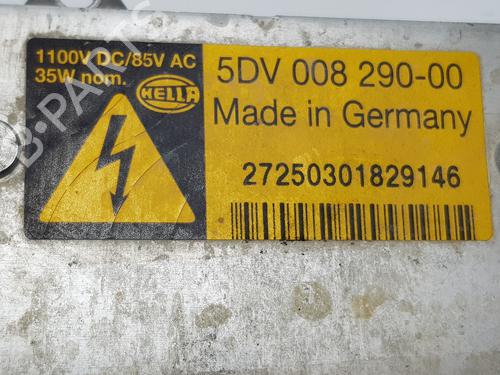 1100V DC/85V AC
35W nom.
HELLA
5DV 008 290-00
Made in Germany
27250301829146
B-PARTS